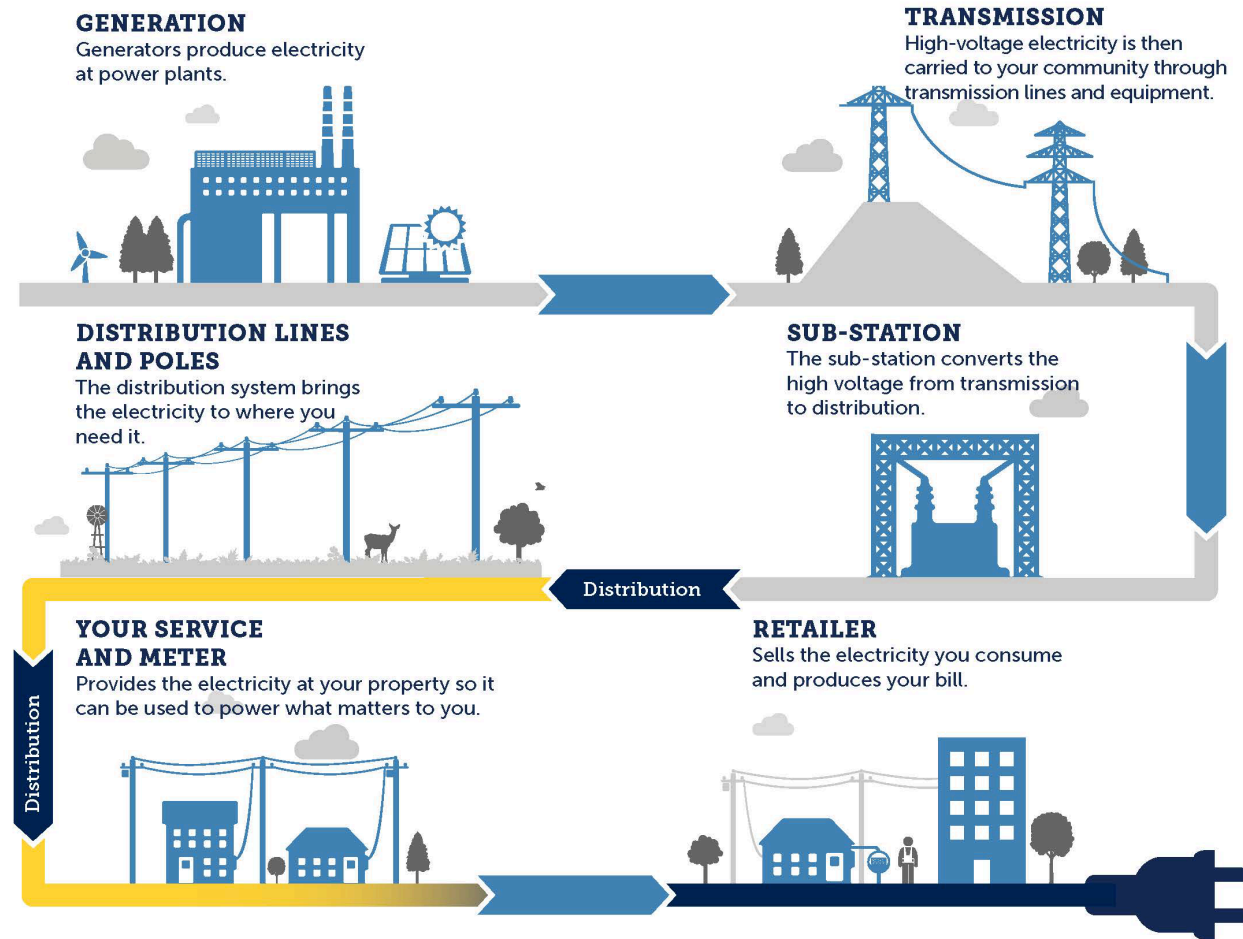 GENERATION
Generators produce electricity
at power plants.
TRANSMISSION
High-voltage electricity is then
carried to your community through
transmission lines and equipment.
SUB-STATION
The sub-station converts the
high voltage from transmission
to distribution.
Distribution
DISTRIBUTION LINES
AND POLES
The distribution system brings
the electricity to where you
need it.
Distribution
YOUR SERVICE
AND METER
Provides the electricity at your property so it
can be used to power what matters to you.
RETAILER
Sells the electricity you consume
and produces your bill.